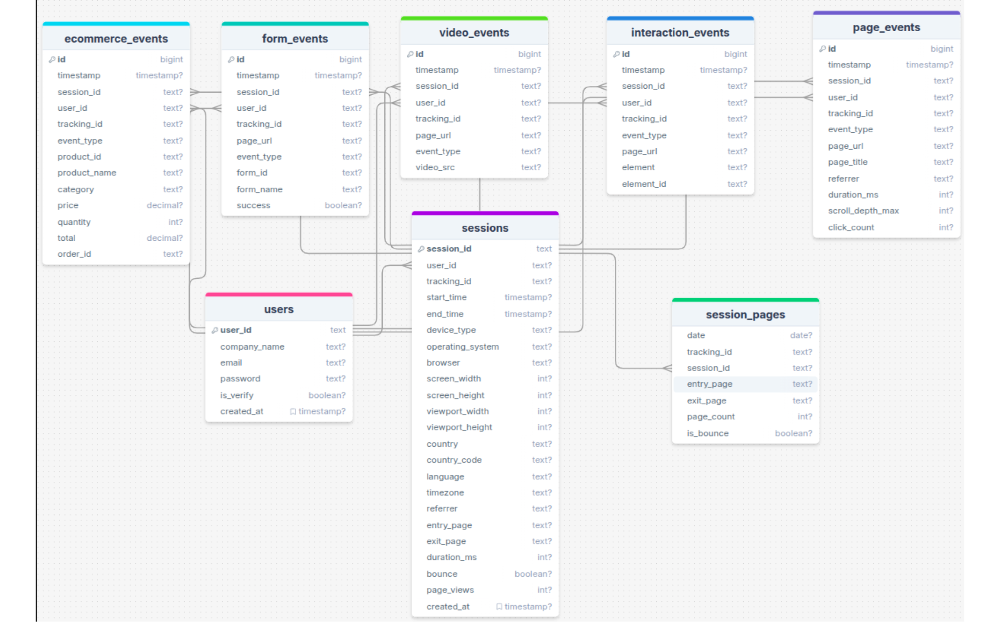 ecommerce_events
id bigint
timestamp timestamp?
session_id text?
user_id text?
tracking_id text?
event_type text?
product_id text?
product_name text?
category text?
price decimal?
quantity int?
total decimal?
order_id text?
form_events
id bigint
timestamp timestamp?
session_id text?
user_id text?
tracking_id text?
page_url text?
event_type text?
form_id text?
form_name text?
success boolean?
video_events
id bigint
timestamp timestamp?
session_id text?
user_id text?
tracking_id text?
page_url text?
event_type text?
video_src text?
interaction_events
id bigint
timestamp timestamp?
session_id text?
user_id text?
tracking_id text?
event_type text?
page_url text?
element text?
element_id text?
page_events
id bigint
timestamp timestamp?
session_id text?
user_id text?
tracking_id text?
event_type text?
page_url text?
page_title text?
referrer text?
duration_ms int?
scroll_depth_max int?
click_count int?
users
user_id text
company_name text?
email text?
password text?
is_verify boolean?
created_at timestamp?
sessions
session_id text
user_id text?
tracking_id text?
start_time timestamp?
end_time timestamp?
device_type text?
operating_system text?
browser text?
screen_width int?
screen_height int?
viewport_width int?
viewport_height int?
country text?
country_code text?
language text?
timezone text?
referrer text?
entry_page text?
exit_page text?
duration_ms int?
bounce boolean?
page_views int?
created_at timestamp?
session_pages
date date?
tracking_id text?
session_id text?
entry_page text?
exit_page text?
page_count int?
is_bounce boolean?